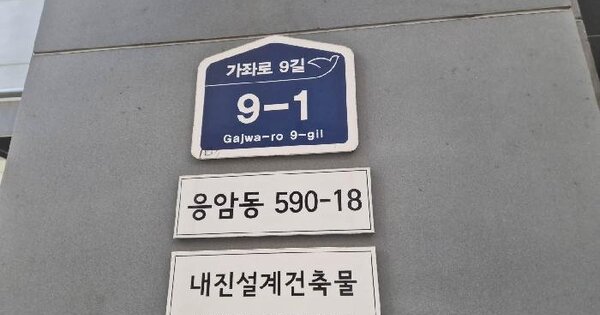 가좌로 9길
9-1
Gajwa-ro 9-gil
응암동 590-18
내진설계건축물